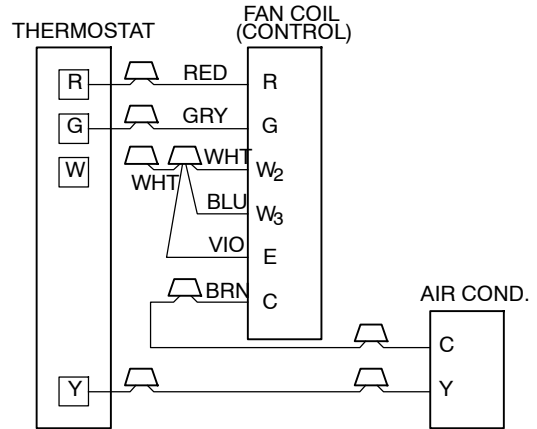 THERMOSTAT
FAN COIL
(CONTROL)
R
RED
R
G
GRY
G
W
WHT
WHT
W2
BLU
W3
VIO
E
BRN
C
AIR COND.
C
Y
Y